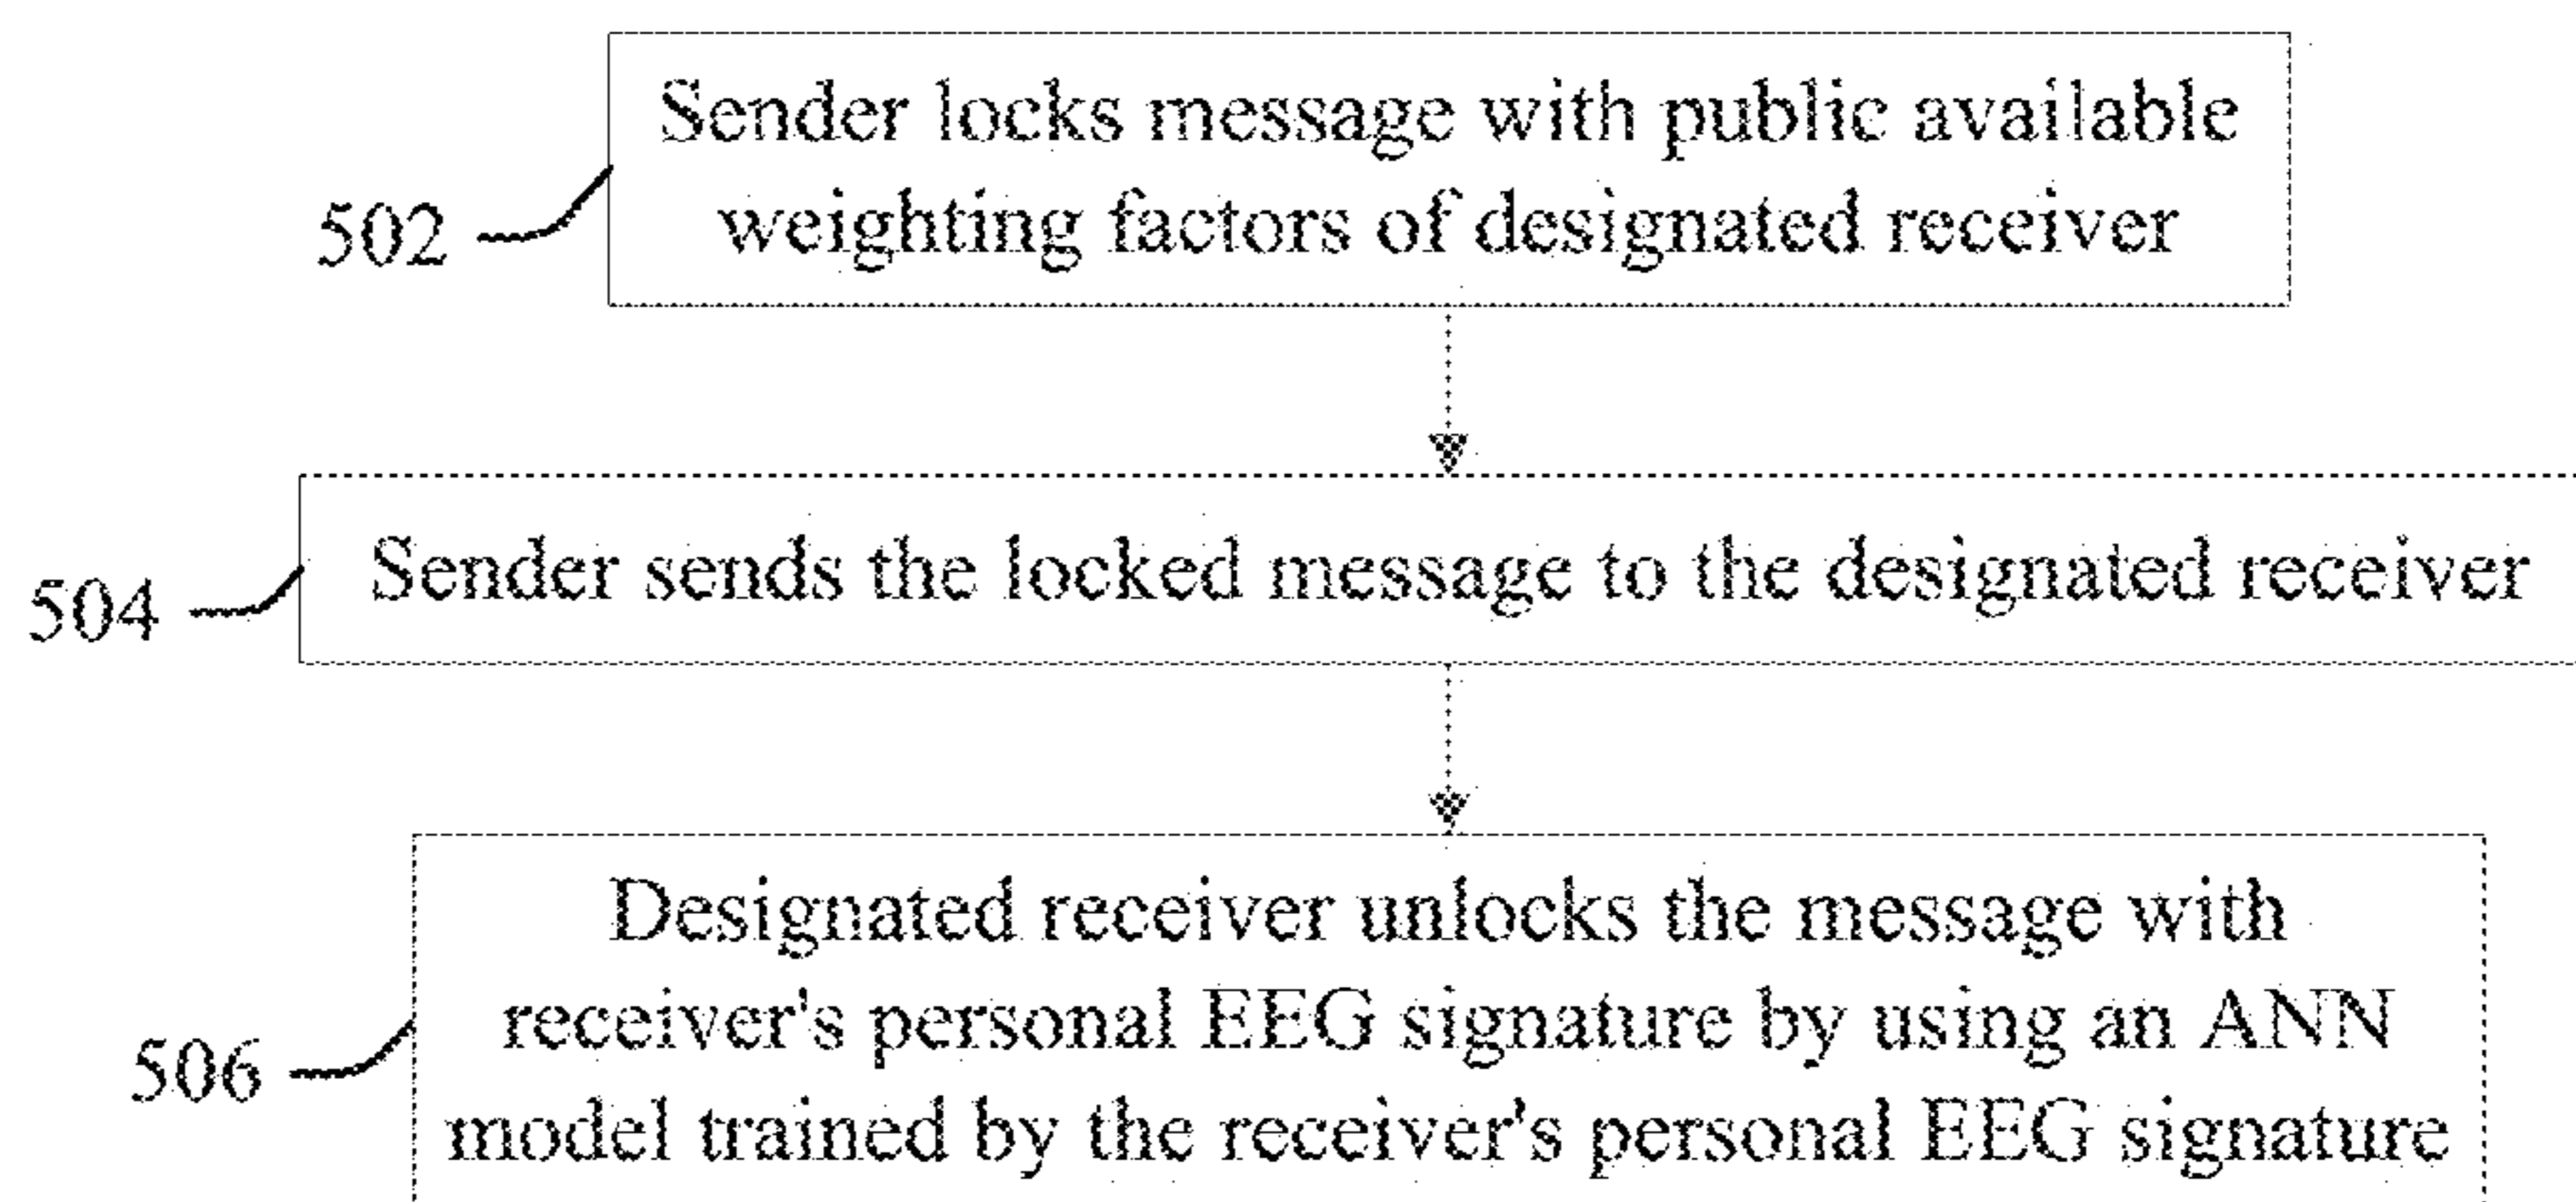 Sender locks message with public available
weighting factors of designated receiver
502
Sender sends the locked message to the designated receiver
504
Designated receiver unlocks the message with
receiver's personal EEG signature by using an ANN
model trained by the receiver's personal EEG signature
506